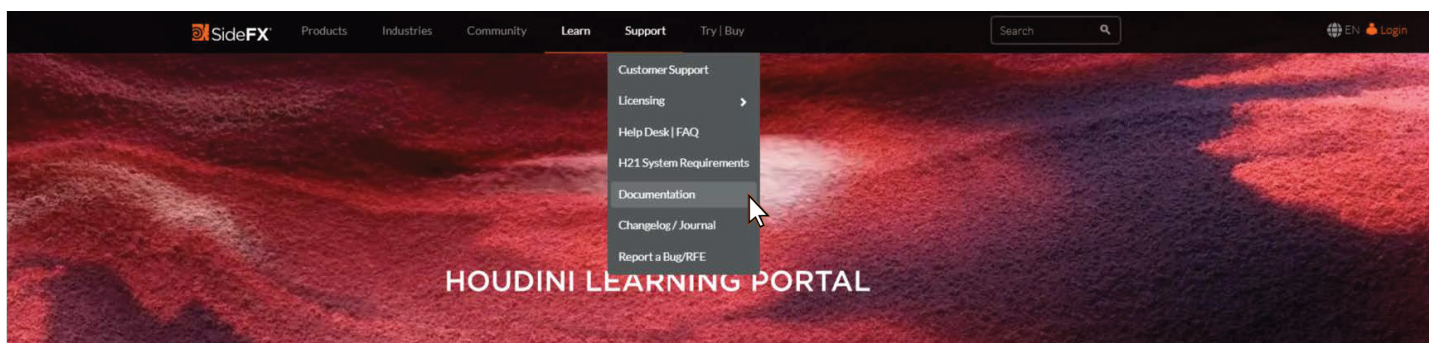 SideFX Products Industries Community Learn Support Try | Buy Search EN Login
Customer Support
Licensing
Help Desk | FAQ
H21 System Requirements
Documentation
Changelog / Journal
Report a Bug/RFE
HOUDINI LEARNING PORTAL